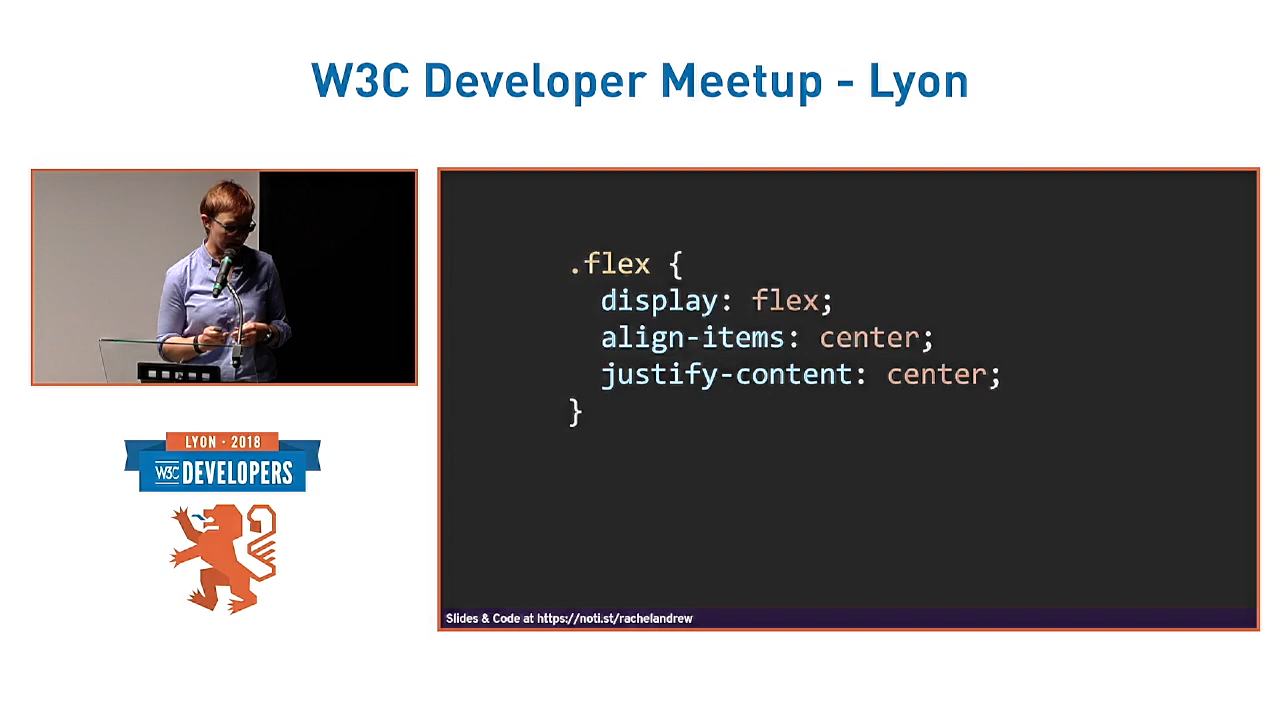 W3C Developer Meetup - Lyon
.flex {
display: flex;
align-items: center;
justify-content: center;
}
LYON · 2018
W3C DEVELOPERS
Slides & Code at https://noti.st/rachelandrew